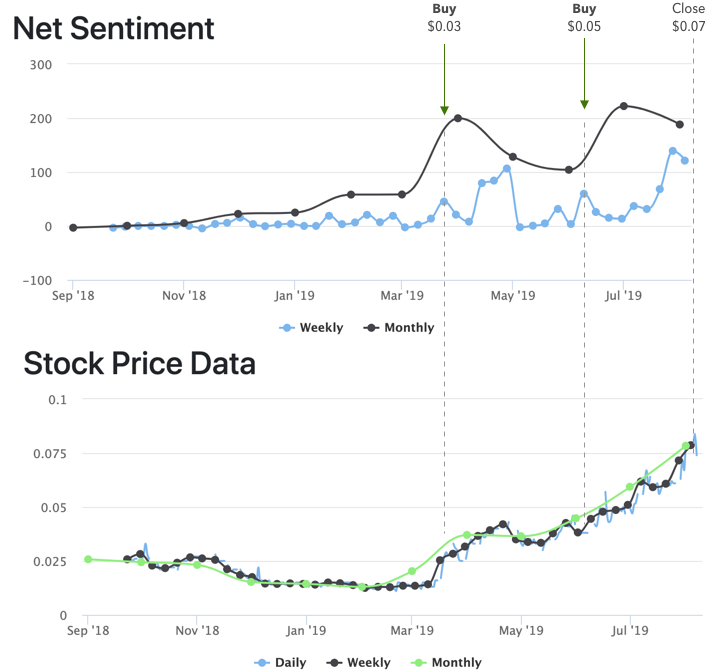 Net Sentiment
Buy
$0.03
Buy
$0.05
Close
$0.07
300
200
100
0
−100
Sep '18
Nov '18
Jan '19
Mar '19
May '19
Jul '19
Weekly
Monthly
Stock Price Data
0.1
0.075
0.05
0.025
0
Sep '18
Nov '18
Jan '19
Mar '19
May '19
Jul '19
Daily
Weekly
Monthly